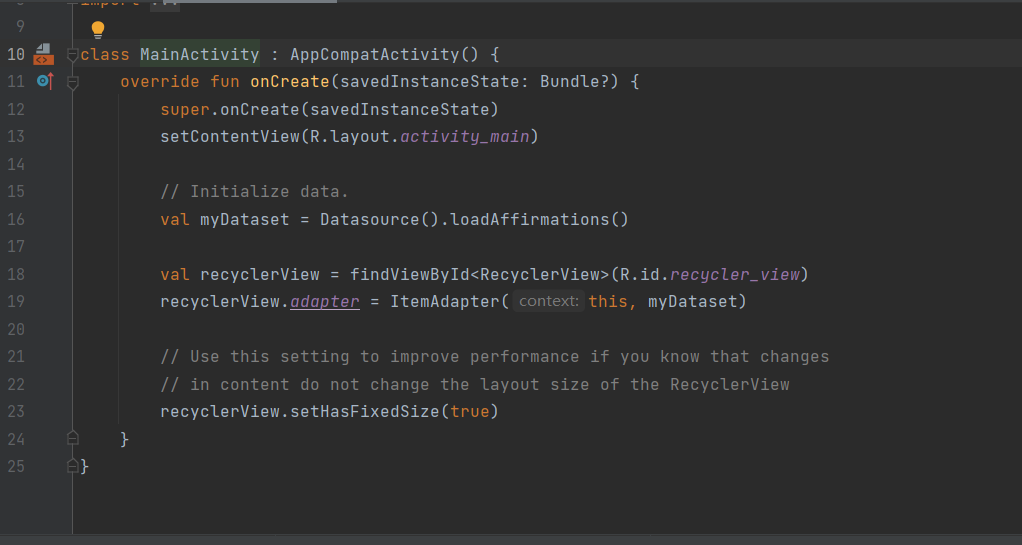 import ...
9
10 class MainActivity : AppCompatActivity() {
11 override fun onCreate(savedInstanceState: Bundle?) {
12 super.onCreate(savedInstanceState)
13 setContentView(R.layout.activity_main)
14
15 // Initialize data.
16 val myDataset = Datasource().loadAffirmations()
17
18 val recyclerView = findViewById<RecyclerView>(R.id.recycler_view)
19 recyclerView.adapter = ItemAdapter( context: this, myDataset)
20
21 // Use this setting to improve performance if you know that changes
22 // in content do not change the layout size of the RecyclerView
23 recyclerView.setHasFixedSize(true)
24 }
25 }